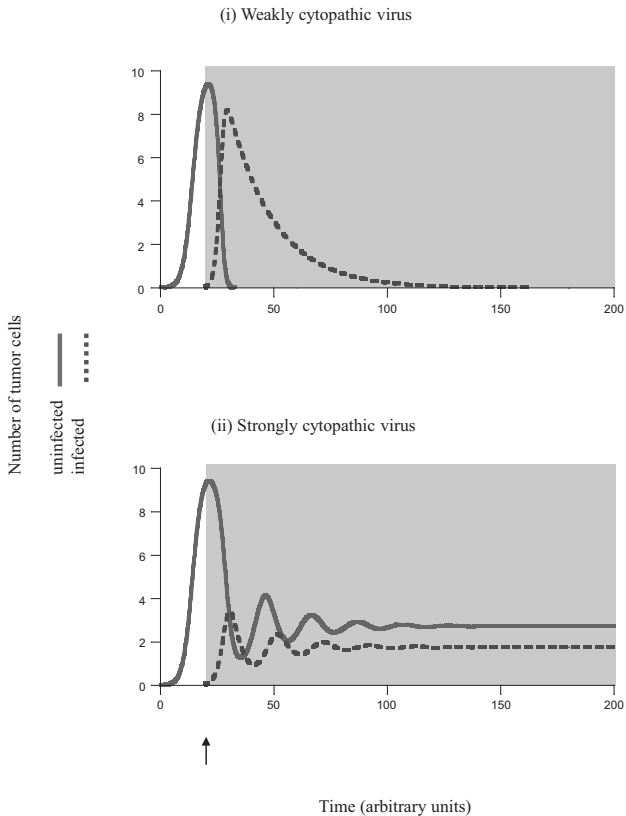 (i) Weakly cytopathic virus
10
8
6
4
2
0
0 50 100 150 200
Number of tumor cells
uninfected
infected
(ii) Strongly cytopathic virus
10
8
6
4
2
0
0 50 100 150 200
Time (arbitrary units)